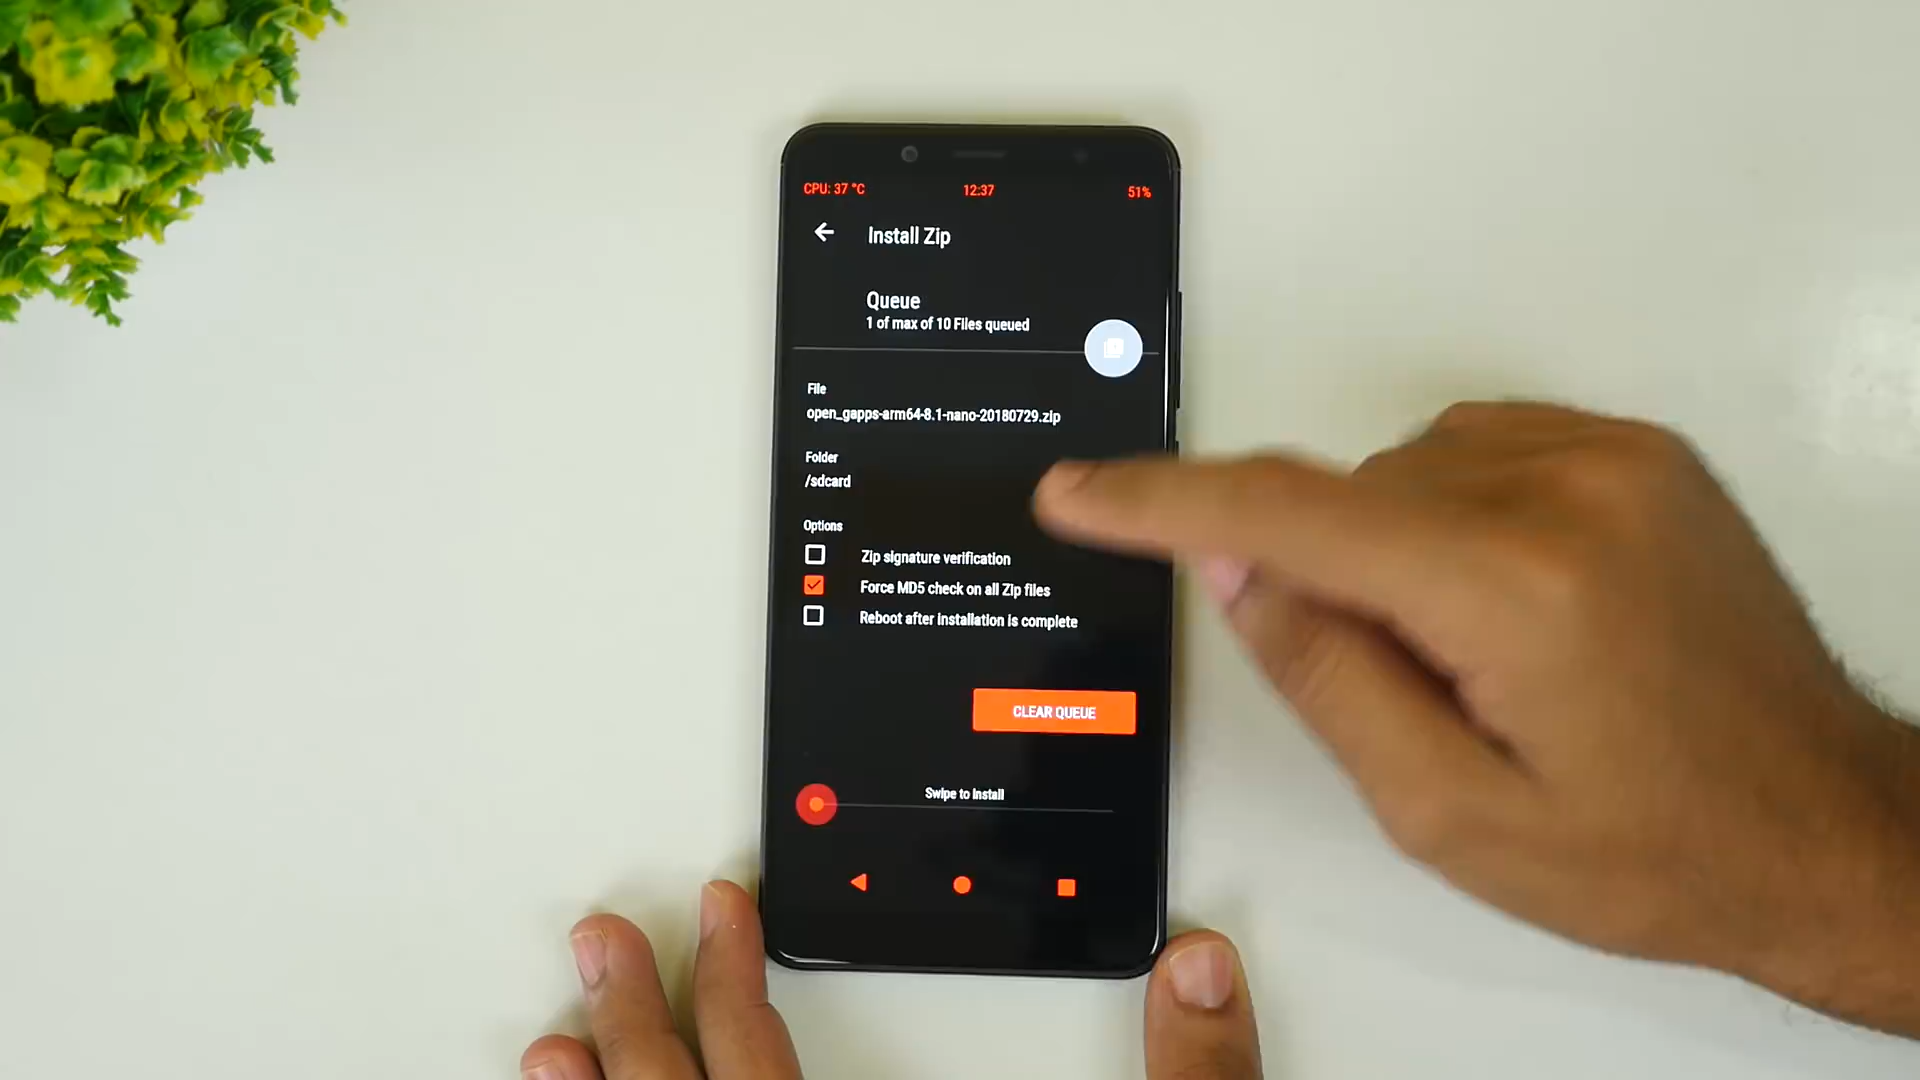 CPU: 37 °C
12:37
51%
Install Zip
Queue
1 of max of 10 Files queued
File
open_gapps-arm64-8.1-nano-20180729.zip
Folder
/sdcard
Options
Zip signature verification
Force MD5 check on all Zip files
Reboot after installation is complete
CLEAR QUEUE
Swipe to Install